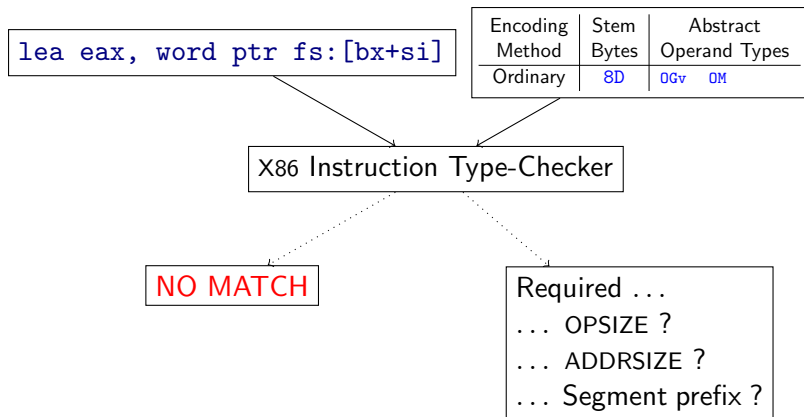 lea eax, word ptr fs:[bx+si]
Encoding Stem Abstract
Method Bytes Operand Types
Ordinary 8D OGv OM
X86 Instruction Type-Checker
NO MATCH
Required ...
... OPSIZE ?
... ADDRSIZE ?
... Segment prefix ?